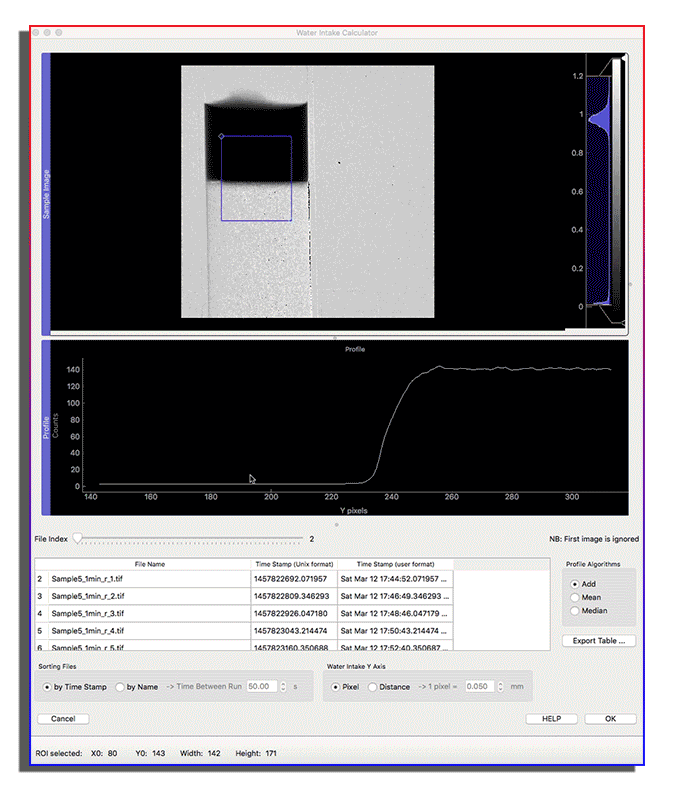 Water Intake Calculator
Sample Image
1.2
1
0.8
0.6
0.4
0.2
0
Profile
Profile
Counts
140
120
100
80
60
40
20
0
140 160 180 200 220 240 260 280 300
Y pixels
File Index 2 NB: First image is ignored
File Name Time Stamp (Unix format) Time Stamp (user format)
2 Sample5_1min_r_1.tif 1457822692.071957 Sat Mar 12 17:44:52.071957 ...
3 Sample5_1min_r_2.tif 1457822809.346293 Sat Mar 12 17:46:49.346293 ...
4 Sample5_1min_r_3.tif 1457822926.047180 Sat Mar 12 17:48:46.047179 ...
5 Sample5_1min_r_4.tif 1457823043.214474 Sat Mar 12 17:50:43.214474 ...
6 Sample5_1min_r_5.tif 1457823160.350688 Sat Mar 12 17:52:40.350687 ...
Profile Algorithms
Add
Mean
Median
Export Table ...
Sorting Files
by Time Stamp by Name -> Time Between Run 50.00 s
Water Intake Y Axis
Pixel Distance -> 1 pixel = 0.050 mm
Cancel HELP OK
ROI selected: X0: 80 Y0: 143 Width: 142 Height: 171